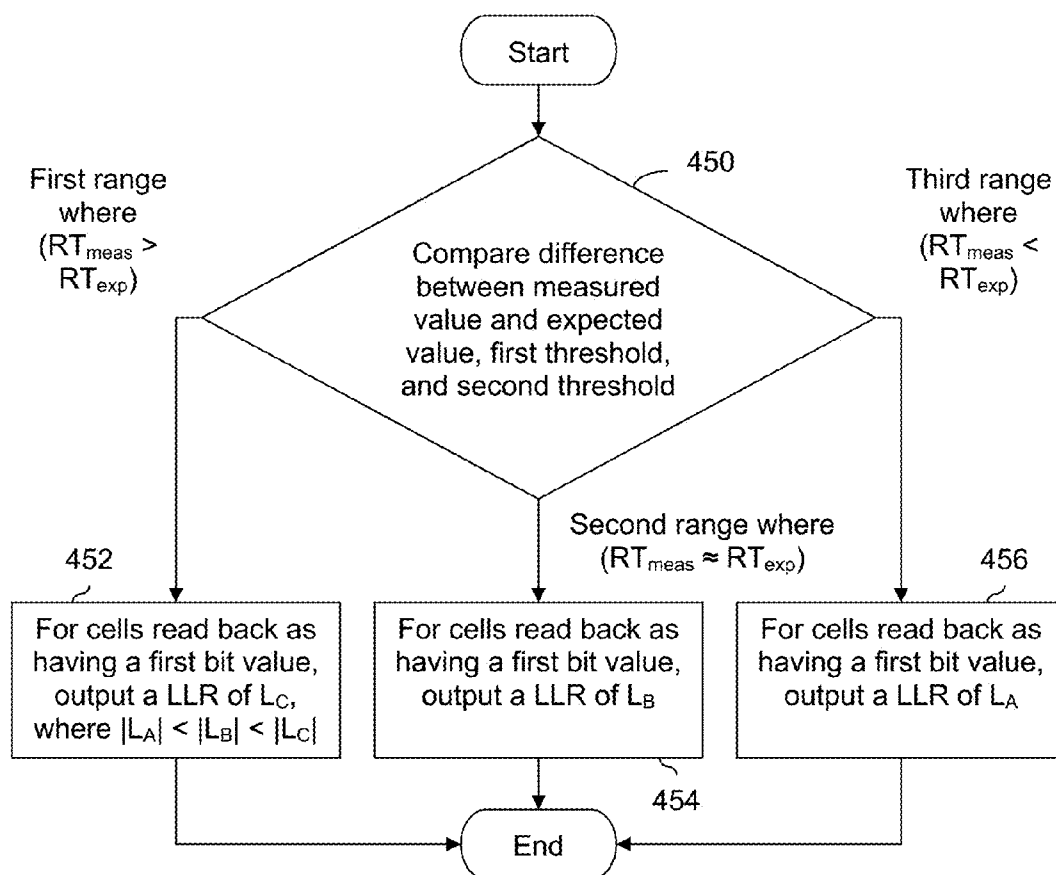 Start
450
First range
where
(RTmeas >
RTexp)
Third range
where
(RTmeas <
RTexp)
Compare difference
between measured
value and expected
value, first threshold,
and second threshold
Second range where
(RTmeas ≈ RTexp)
452
For cells read back as
having a first bit value,
output a LLR of LC,
where |LA| < |LB| < |LC|
For cells read back as
having a first bit value,
output a LLR of LB
454
456
For cells read back as
having a first bit value,
output a LLR of LA
End